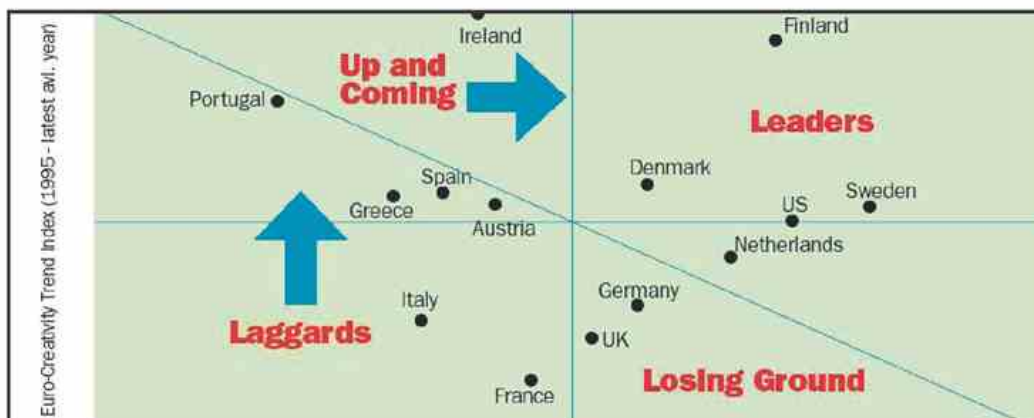 Euro-Creativity Trend Index (1995 - latest avl. year)
Ireland
Finland
Up and
Coming
Portugal
Leaders
Denmark
Spain
Greece
Sweden
US
Austria
Netherlands
Germany
Italy
Laggards
UK
Losing Ground
France